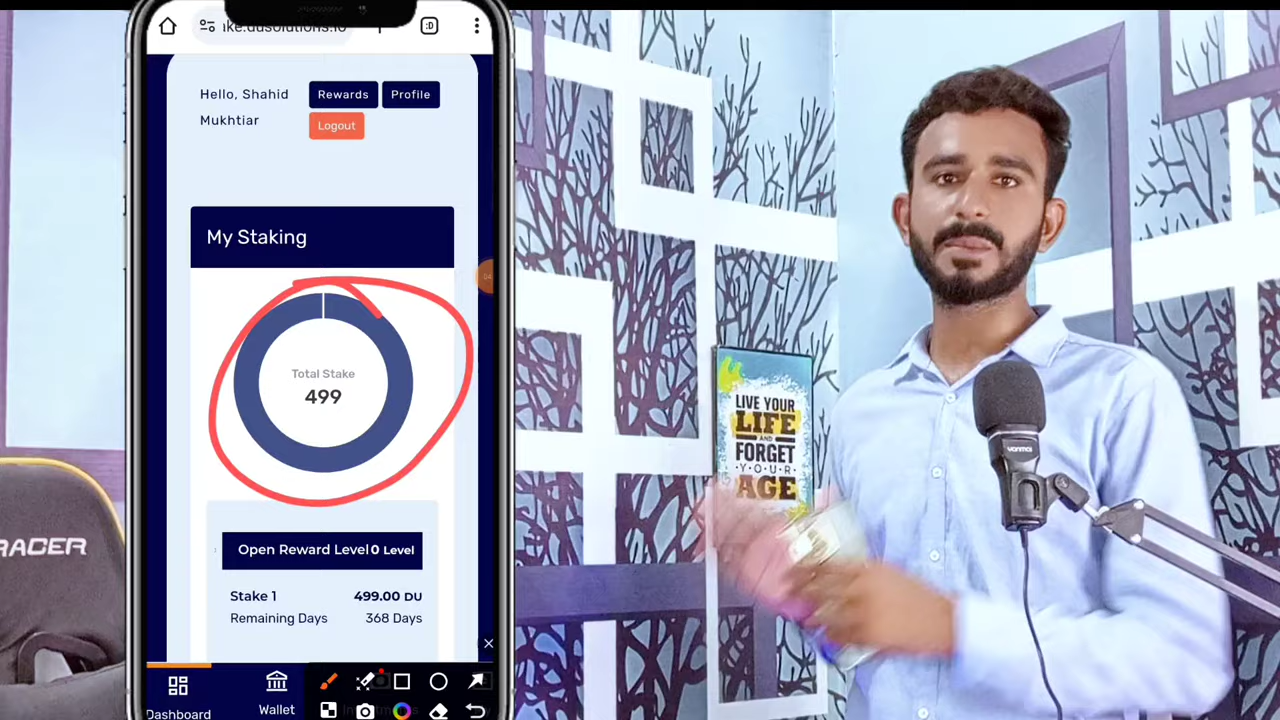 Hello, Shahid
Mukhtiar
Rewards
Profile
Logout
My Staking
Total Stake
499
Open Reward Level 0 Level
Stake 1 499.00 DU
Remaining Days 368 Days
Dashboard
Wallet
LIVE YOUR
LIFE
AND
FORGET
YOUR
AGE
RACER